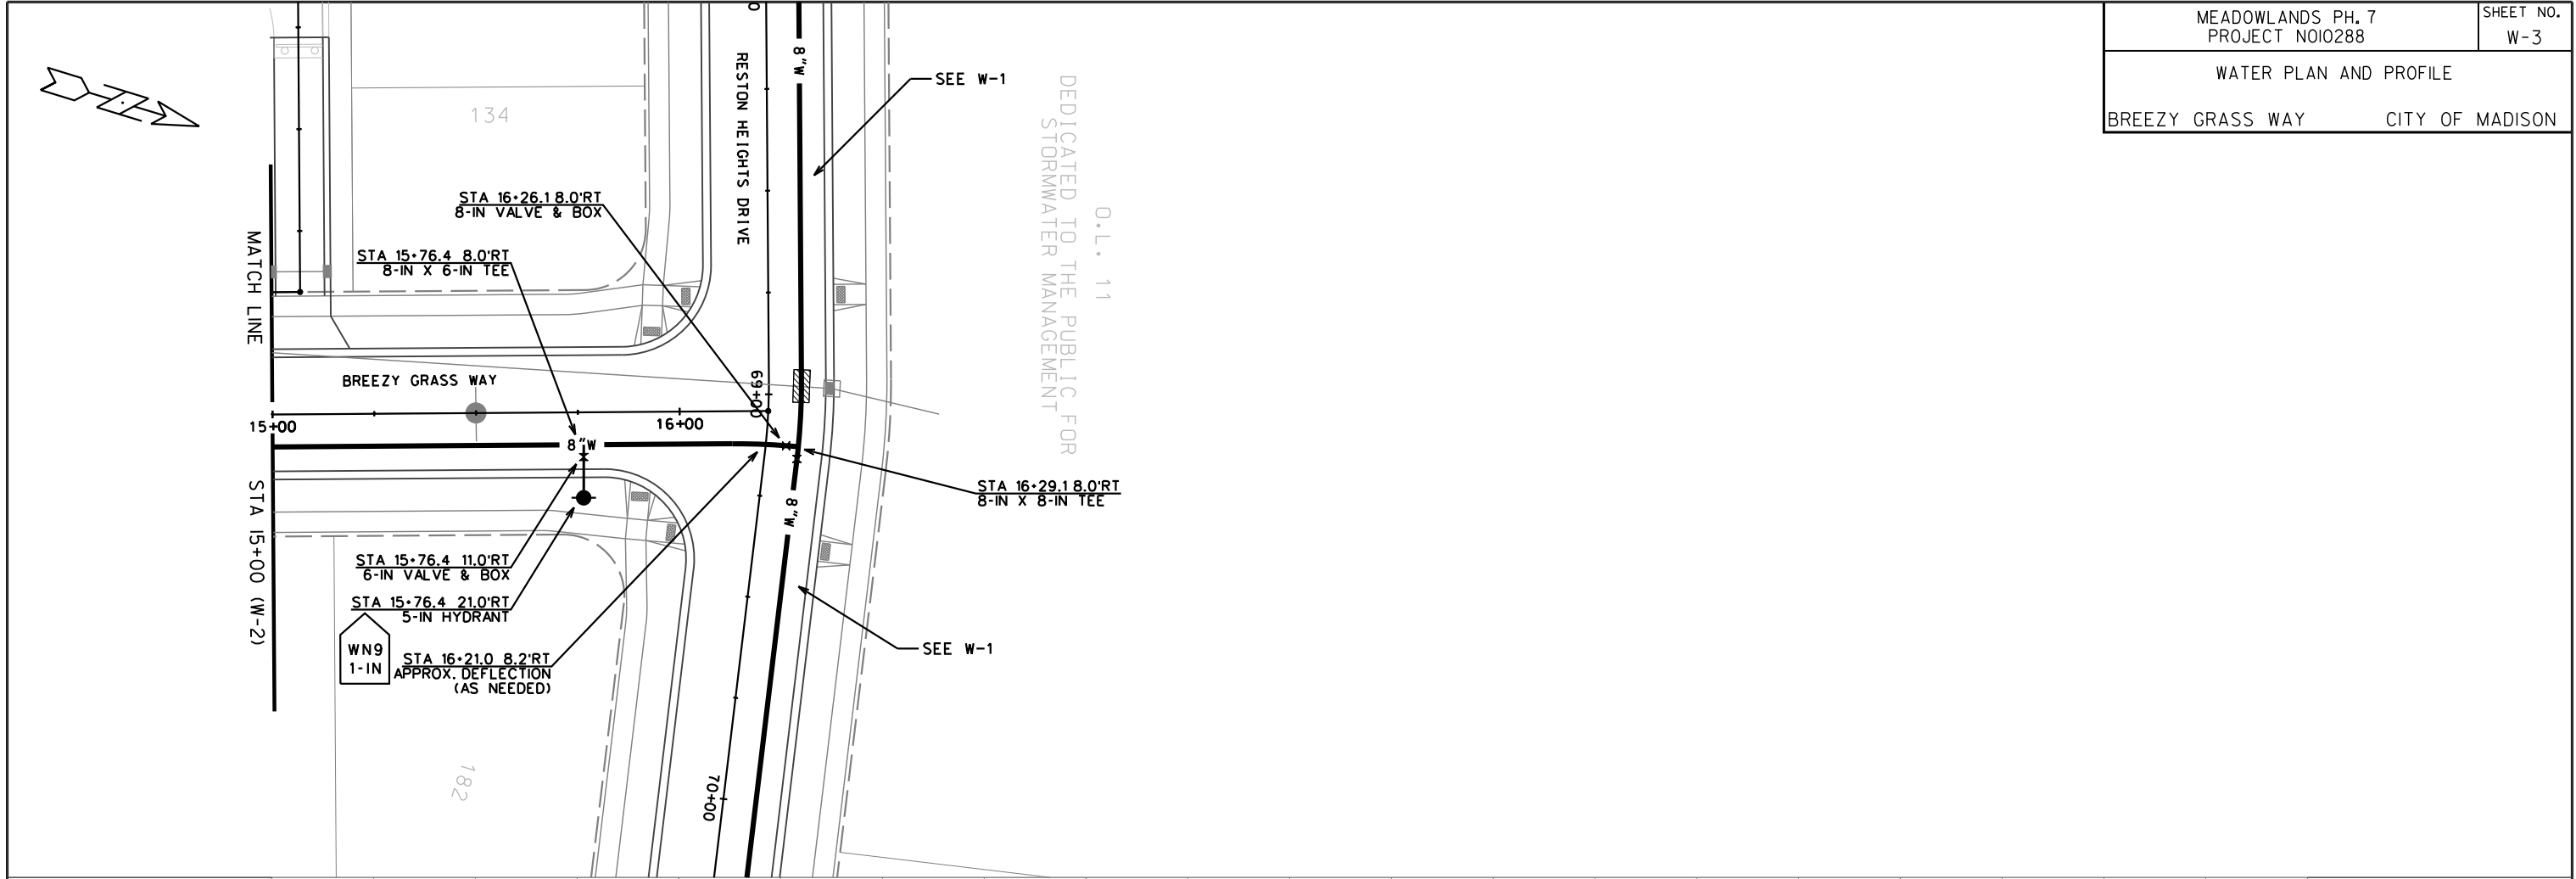 MEADOWLANDS PH. 7
PROJECT NO10288
SHEET NO.
W-3
WATER PLAN AND PROFILE
BREEZY GRASS WAY
CITY OF MADISON
134
RESTON HEIGHTS DRIVE
0
8"W
SEE W-1
DEDICATED TO THE PUBLIC FOR
STORMWATER MANAGEMENT
O.L. 11
STA 16+26.1 8.0'RT
8-IN VALVE & BOX
STA 15+76.4 8.0'RT
8-IN X 6-IN TEE
MATCH LINE
STA 15+00 (W-2)
BREEZY GRASS WAY
69+00
15+00
16+00
8"W
8"W
STA 16+29.1 8.0'RT
8-IN X 8-IN TEE
STA 15+76.4 11.0'RT
6-IN VALVE & BOX
STA 15+76.4 21.0'RT
5-IN HYDRANT
WN9
1-IN
STA 16+21.0 8.2'RT
APPROX. DEFLECTION
(AS NEEDED)
SEE W-1
182
70+00